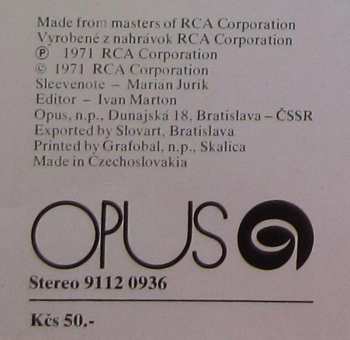 Made from masters of RCA Corporation
Vyrobené z nahrávok RCA Corporation
Ⓟ 1971 RCA Corporation
© 1971 RCA Corporation
Sleevenote – Marian Jurík
Editor – Ivan Marton
Opus, n.p., Dunajská 18, Bratislava – ČSSR
Exported by Slovart, Bratislava
Printed by Grafobal, n.p., Skalica
Made in Czechoslovakia
OPUS
Stereo 9112 0936
Kčs 50.-